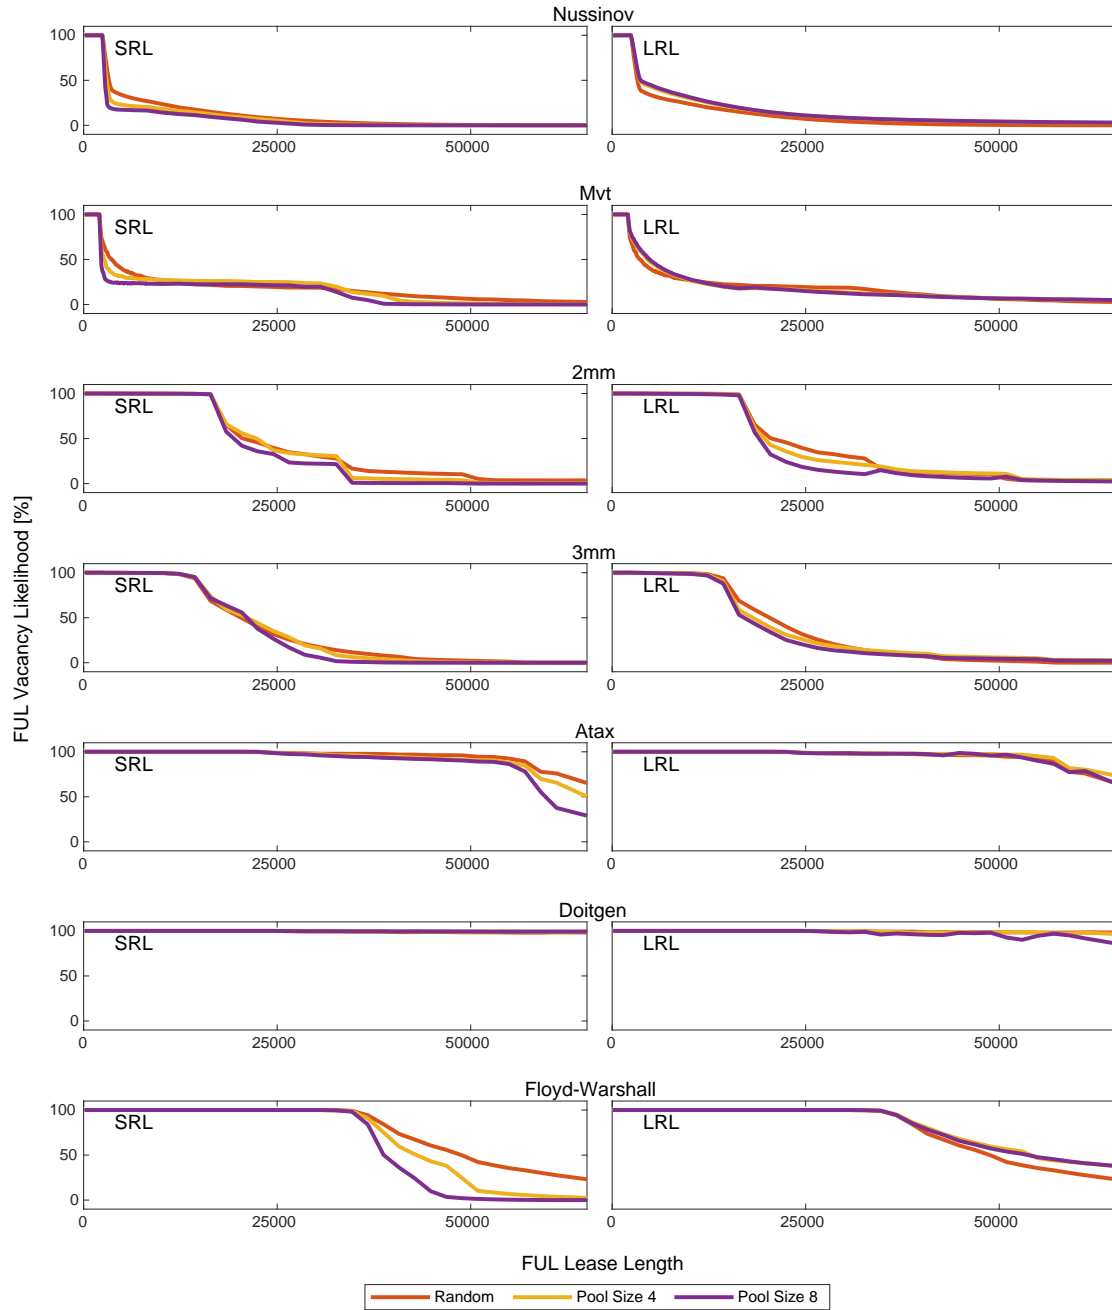 Nussinov
SRL
LRL
100
50
0
0 25000 50000 0 25000 50000
Mvt
SRL
LRL
100
50
0
0 25000 50000 0 25000 50000
2mm
SRL
LRL
100
50
0
0 25000 50000 0 25000 50000
3mm
SRL
LRL
100
50
0
0 25000 50000 0 25000 50000
Atax
SRL
LRL
100
50
0
0 25000 50000 0 25000 50000
Doitgen
SRL
LRL
100
50
0
0 25000 50000 0 25000 50000
Floyd-Warshall
SRL
LRL
100
50
0
0 25000 50000 0 25000 50000
FUL Vacancy Likelihood [%]
FUL Lease Length
Random Pool Size 4 Pool Size 8